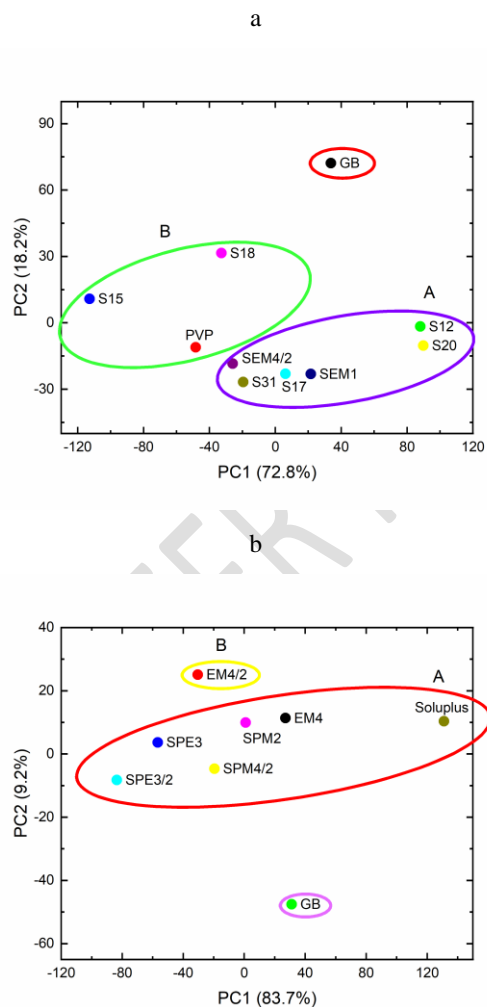 a
90
GB
60
B
30
S18
S15
A
0
S12
PVP
S20
SEM4/2
-30
S31
S17
SEM1
-120
-80
-40
0
40
80
120
PC1 (72.8%)
PC2 (18.2%)
b
40
B
EM4/2
A
20
Soluplus
EM4
SPM2
SPE3
0
SPE3/2
SPM4/2
-20
-40
GB
-60
-120
-80
-40
0
40
80
120
160
PC1 (83.7%)
PC2 (9.2%)